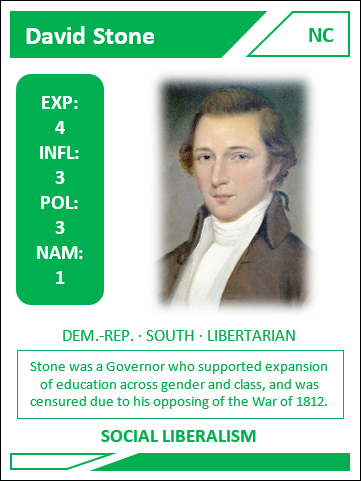 David Stone
NC
EXP:
4
INFL:
3
POL:
3
NAM:
1
DEM.-REP. · SOUTH · LIBERTARIAN
Stone was a Governor who supported expansion
of education across gender and class, and was
censured due to his opposing of the War of 1812.
SOCIAL LIBERALISM